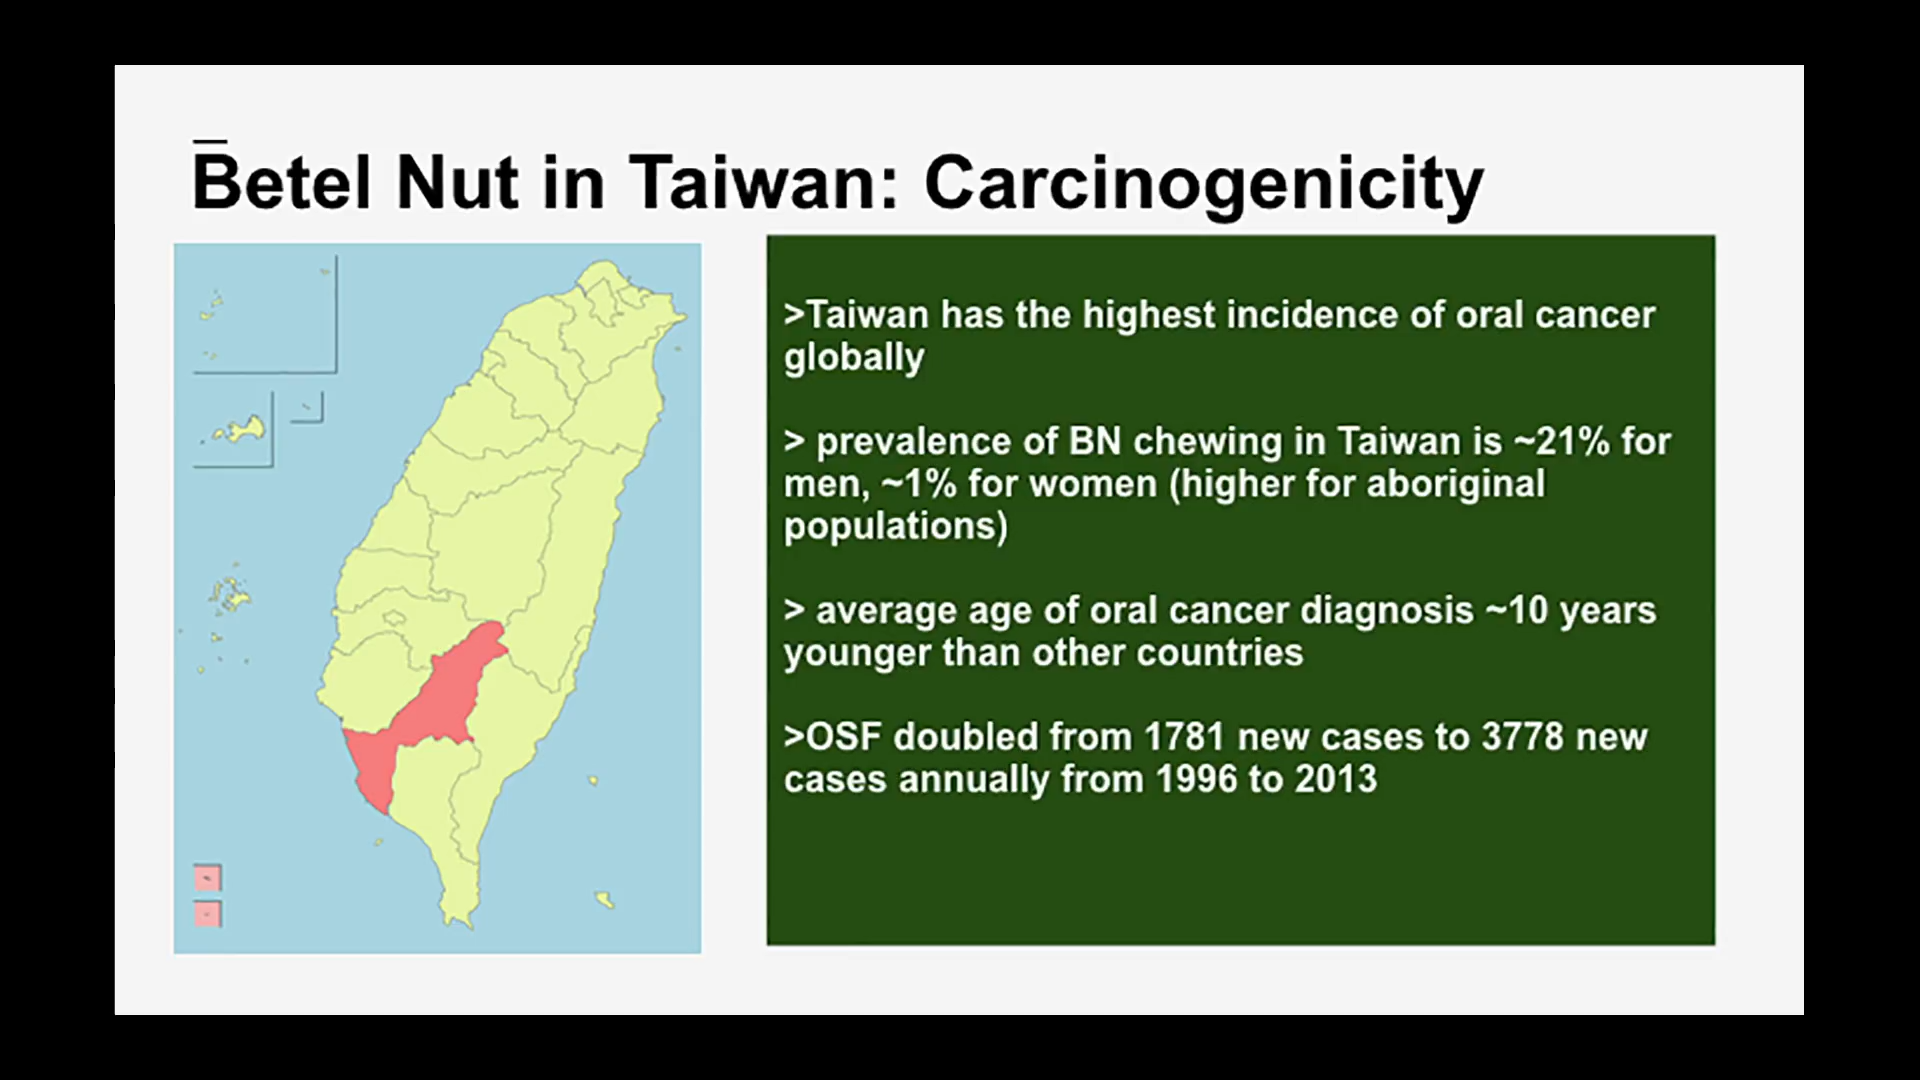 Betel Nut in Taiwan: Carcinogenicity
>Taiwan has the highest incidence of oral cancer
globally
> prevalence of BN chewing in Taiwan is ~21% for
men, ~1% for women (higher for aboriginal
populations)
> average age of oral cancer diagnosis ~10 years
younger than other countries
>OSF doubled from 1781 new cases to 3778 new
cases annually from 1996 to 2013